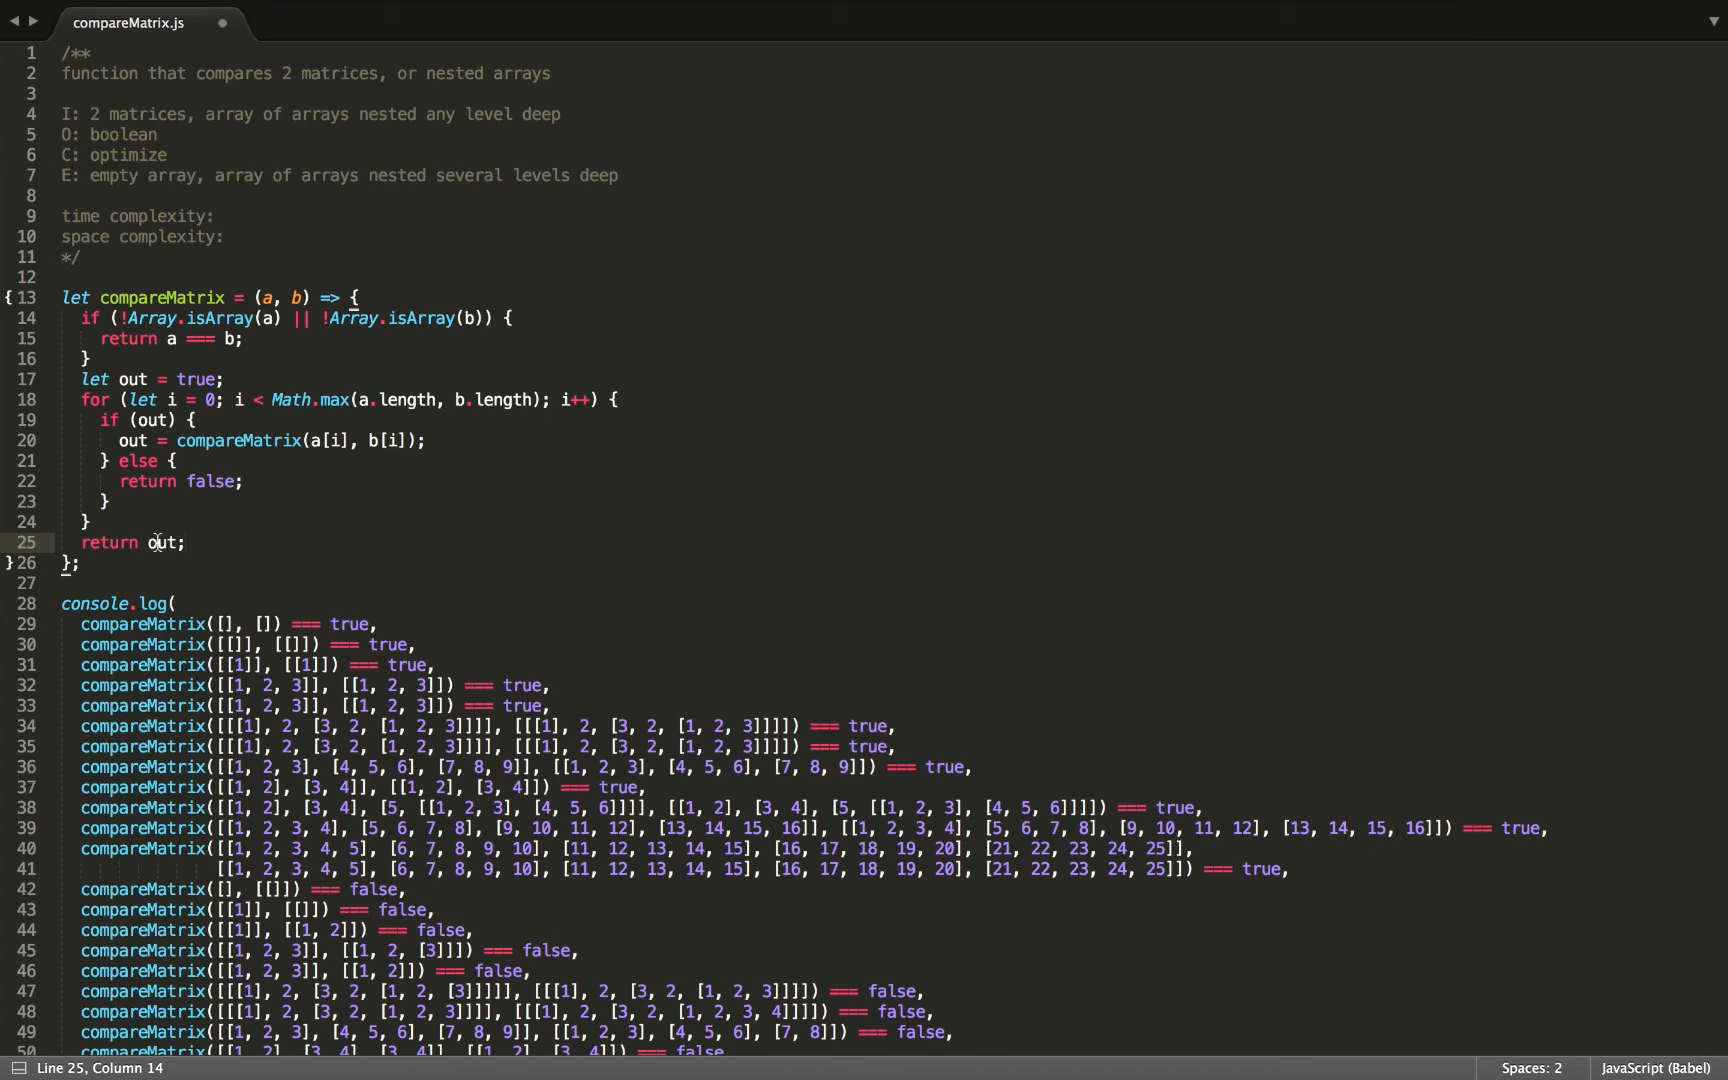 compareMatrix.js
1 /**
2 function that compares 2 matrices, or nested arrays
3
4 I: 2 matrices, array of arrays nested any level deep
5 O: boolean
6 C: optimize
7 E: empty array, array of arrays nested several levels deep
8
9 time complexity:
10 space complexity:
11 */
12
{ 13 let compareMatrix = (a, b) => {
14 if (!Array.isArray(a) || !Array.isArray(b)) {
15 return a === b;
16 }
17 let out = true;
18 for (let i = 0; i < Math.max(a.length, b.length); i++) {
19 if (out) {
20 out = compareMatrix(a[i], b[i]);
21 } else {
22 return false;
23 }
24 }
25 return out;
} 26 };
27
28 console.log(
29 compareMatrix([], []) === true,
30 compareMatrix([[]], [[]]) === true,
31 compareMatrix([[1]], [[1]]) === true,
32 compareMatrix([[1, 2, 3]], [[1, 2, 3]]) === true,
33 compareMatrix([[1, 2, 3]], [[1, 2, 3]]) === true,
34 compareMatrix([[[1], 2, [3, 2, [1, 2, 3]]]], [[[1], 2, [3, 2, [1, 2, 3]]]]) === true,
35 compareMatrix([[[1], 2, [3, 2, [1, 2, 3]]]], [[[1], 2, [3, 2, [1, 2, 3]]]]) === true,
36 compareMatrix([[1, 2, 3], [4, 5, 6], [7, 8, 9]], [[1, 2, 3], [4, 5, 6], [7, 8, 9]]) === true,
37 compareMatrix([[1, 2], [3, 4]], [[1, 2], [3, 4]]) === true,
38 compareMatrix([[1, 2], [3, 4], [5, [[1, 2, 3], [4, 5, 6]]]], [[1, 2], [3, 4], [5, [[1, 2, 3], [4, 5, 6]]]]) === true,
39 compareMatrix([[1, 2, 3, 4], [5, 6, 7, 8], [9, 10, 11, 12], [13, 14, 15, 16]], [[1, 2, 3, 4], [5, 6, 7, 8], [9, 10, 11, 12], [13, 14, 15, 16]]) === true,
40 compareMatrix([[1, 2, 3, 4, 5], [6, 7, 8, 9, 10], [11, 12, 13, 14, 15], [16, 17, 18, 19, 20], [21, 22, 23, 24, 25]],
41 [[1, 2, 3, 4, 5], [6, 7, 8, 9, 10], [11, 12, 13, 14, 15], [16, 17, 18, 19, 20], [21, 22, 23, 24, 25]]) === true,
42 compareMatrix([], [[]]) === false,
43 compareMatrix([[1]], [[]]) === false,
44 compareMatrix([[1]], [[1, 2]]) === false,
45 compareMatrix([[1, 2, 3]], [[1, 2, [3]]]) === false,
46 compareMatrix([[1, 2, 3]], [[1, 2]]) === false,
47 compareMatrix([[[1], 2, [3, 2, [1, 2, [3]]]]], [[[1], 2, [3, 2, [1, 2, 3]]]]) === false,
48 compareMatrix([[[1], 2, [3, 2, [1, 2, 3]]]], [[[1], 2, [3, 2, [1, 2, 3, 4]]]]) === false,
49 compareMatrix([[1, 2, 3], [4, 5, 6], [7, 8, 9]], [[1, 2, 3], [4, 5, 6], [7, 8]]) === false,
50 compareMatrix([[1, 2], [3, 4], [3, 4]], [[1, 2], [3, 4]]) === false
Line 25, Column 14
Spaces: 2
JavaScript (Babel)